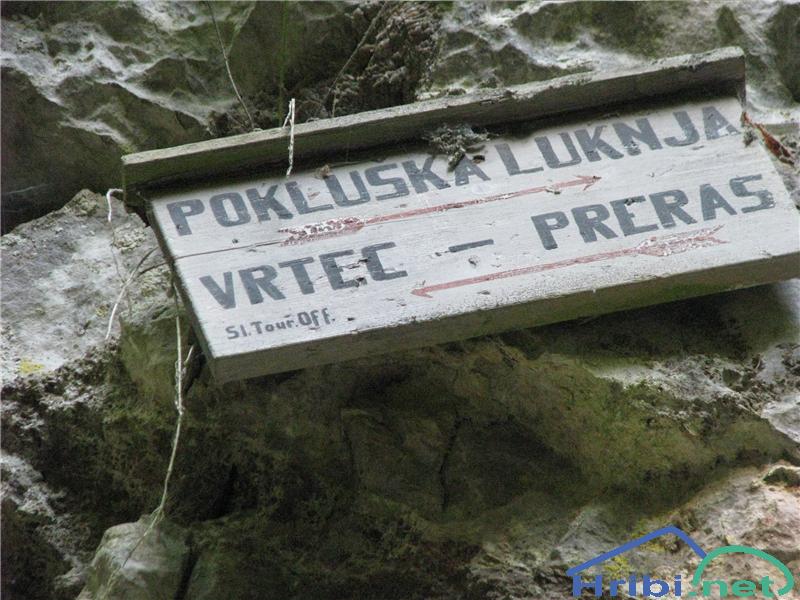 POKLUŠKA LUKNJA
VRTEC – PRERAS
Sl. Tour. Off.
Hribi.net